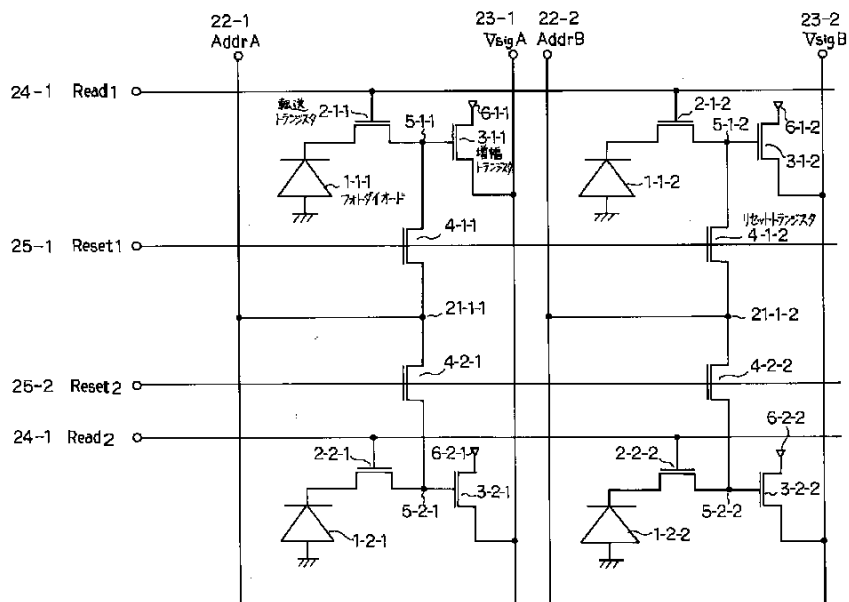 22-1
AddrA
23-1
VsigA
22-2
AddrB
23-2
VsigB
24-1 Read1
転送
トランジスタ
2-1-1
5-1-1
6-1-1
3-1-1
増幅
トランジスタ
2-1-2
5-1-2
6-1-2
3-1-2
1-1-1
フォトダイオード
1-1-2
25-1 Reset1
4-1-1
リセットトランジスタ
4-1-2
21-1-1
21-1-2
4-2-1
4-2-2
25-2 Reset2
24-1 Read2
2-2-1
6-2-1
3-2-1
5-2-1
1-2-1
2-2-2
6-2-2
3-2-2
5-2-2
1-2-2